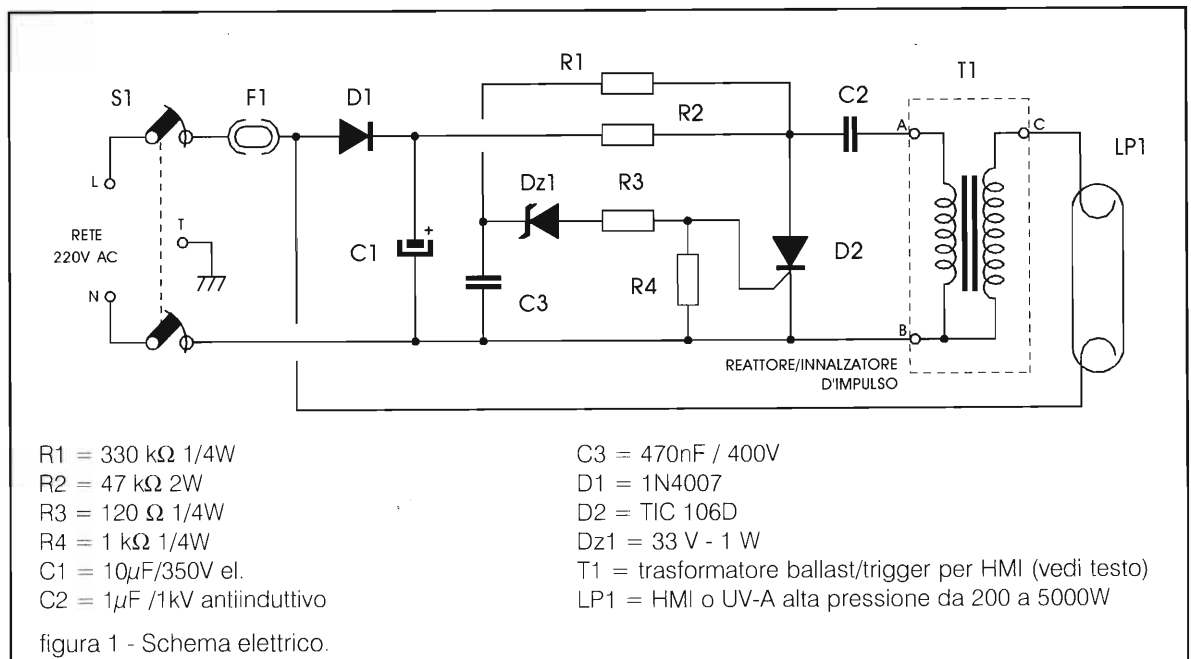 S1
F1
D1
R1
R2
C2
T1
A
C
LP1
L
RETE
220V AC
T
N
C1
+
Dz1
R3
R4
C3
D2
B
REATTORE/INNALZATORE
D'IMPULSO
R1 = 330 kΩ 1/4W
R2 = 47 kΩ 2W
R3 = 120 Ω 1/4W
R4 = 1 kΩ 1/4W
C1 = 10µF/350V el.
C2 = 1µF /1kV antiinduttivo
C3 = 470nF / 400V
D1 = 1N4007
D2 = TIC 106D
Dz1 = 33 V - 1 W
T1 = trasformatore ballast/trigger per HMI (vedi testo)
LP1 = HMI o UV-A alta pressione da 200 a 5000W
figura 1 - Schema elettrico.